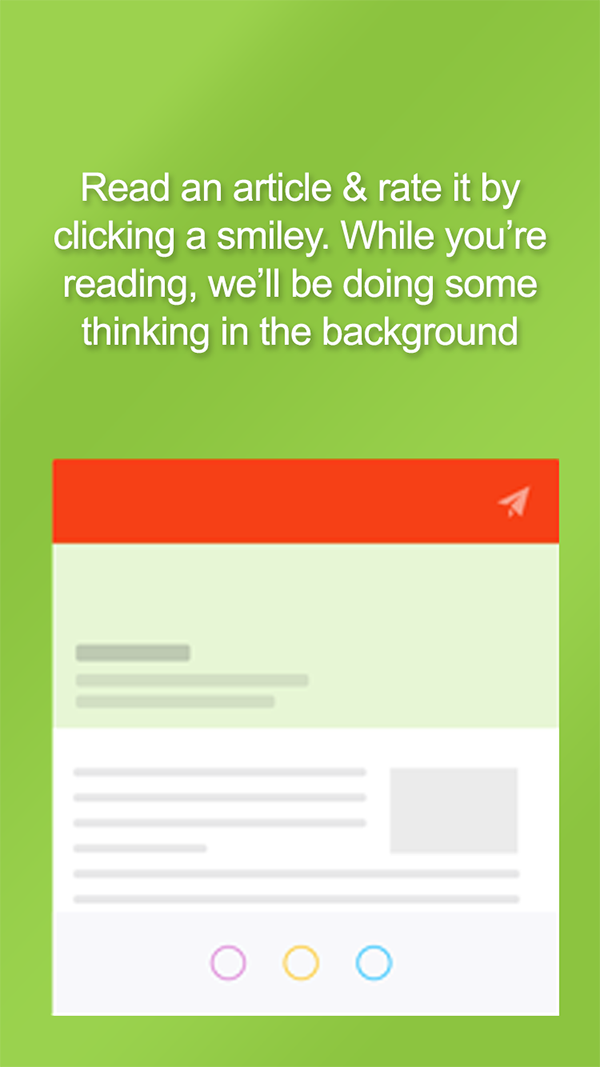 Read an article & rate it by
clicking a smiley. While you’re
reading, we’ll be doing some
thinking in the background